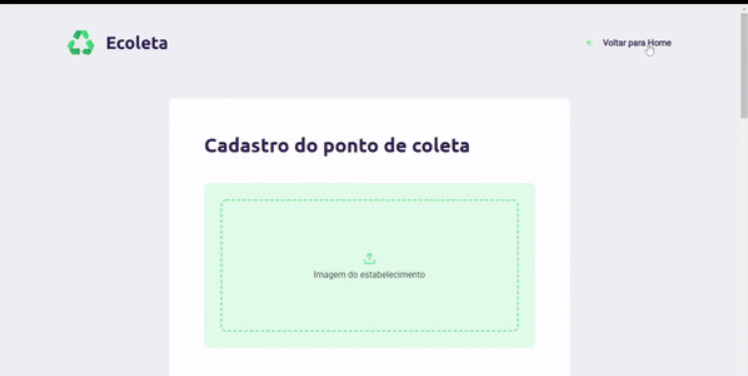 Ecoleta
Voltar para Home
Cadastro do ponto de coleta
Imagem do estabelecimento